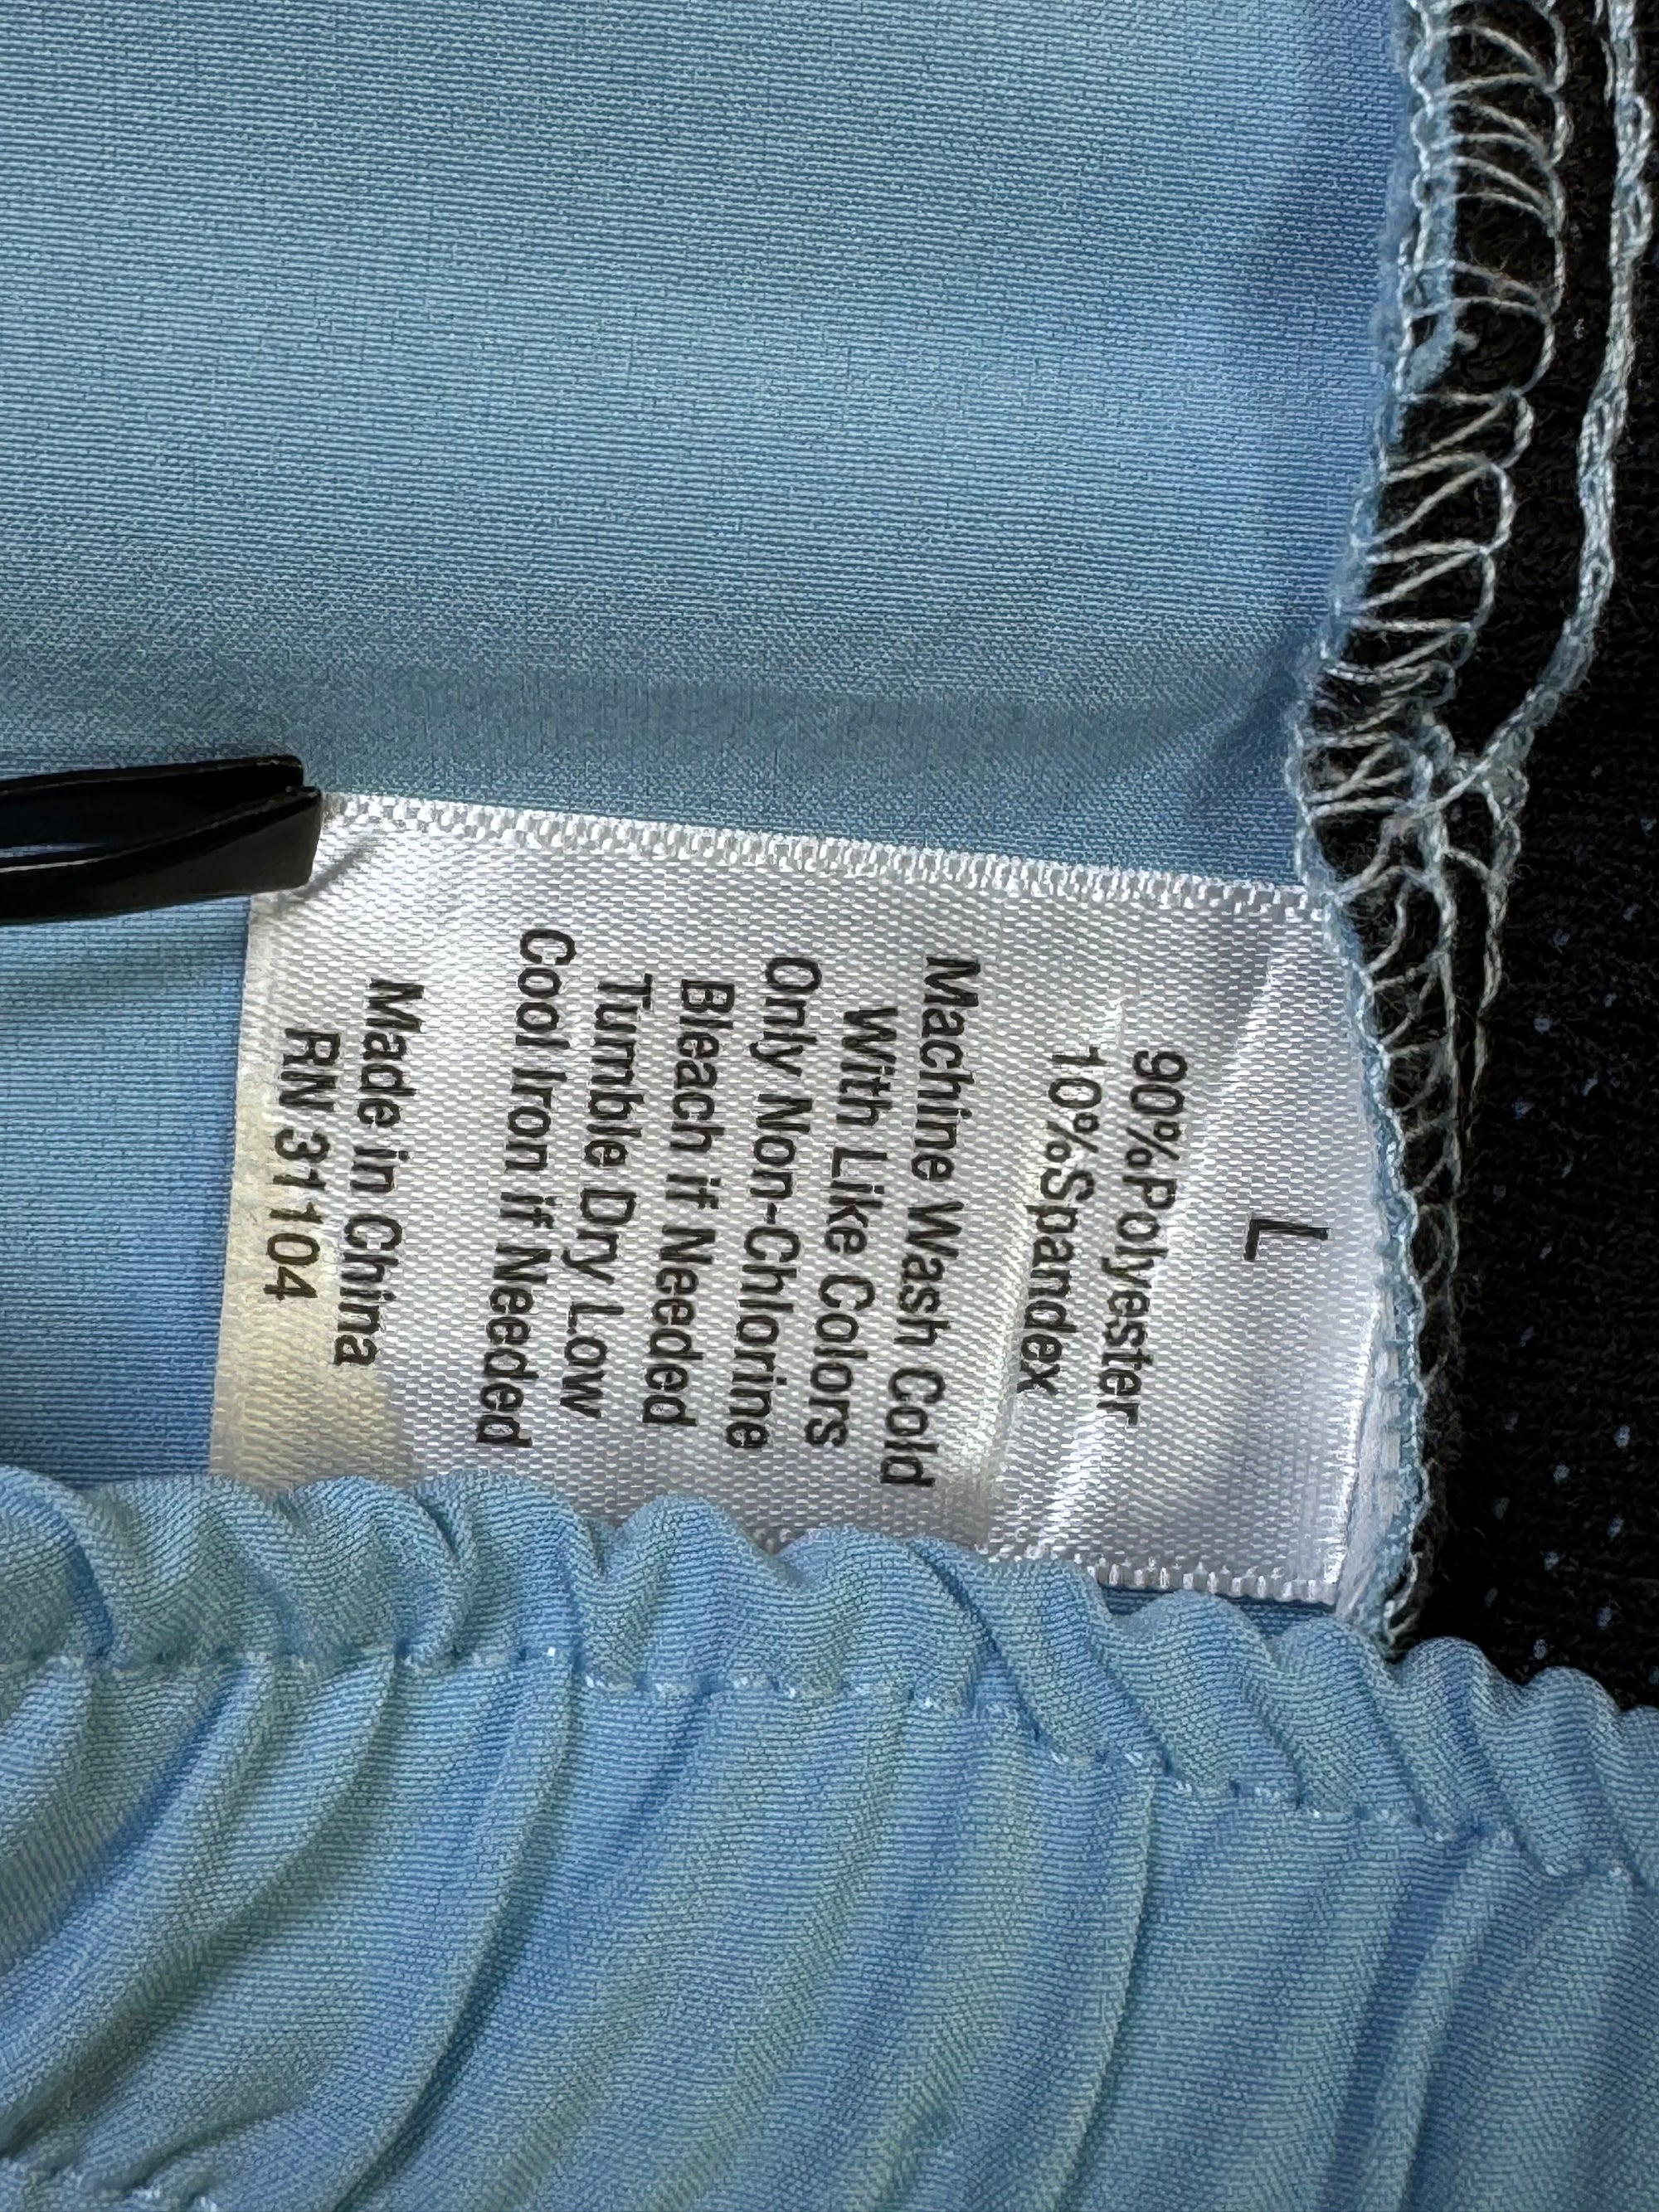 L
90%Polyester
10%Spandex
Machine Wash Cold
With Like Colors
Only Non-Chlorine
Bleach if Needed
Tumble Dry Low
Cool Iron if Needed
Made in China
RN 31104